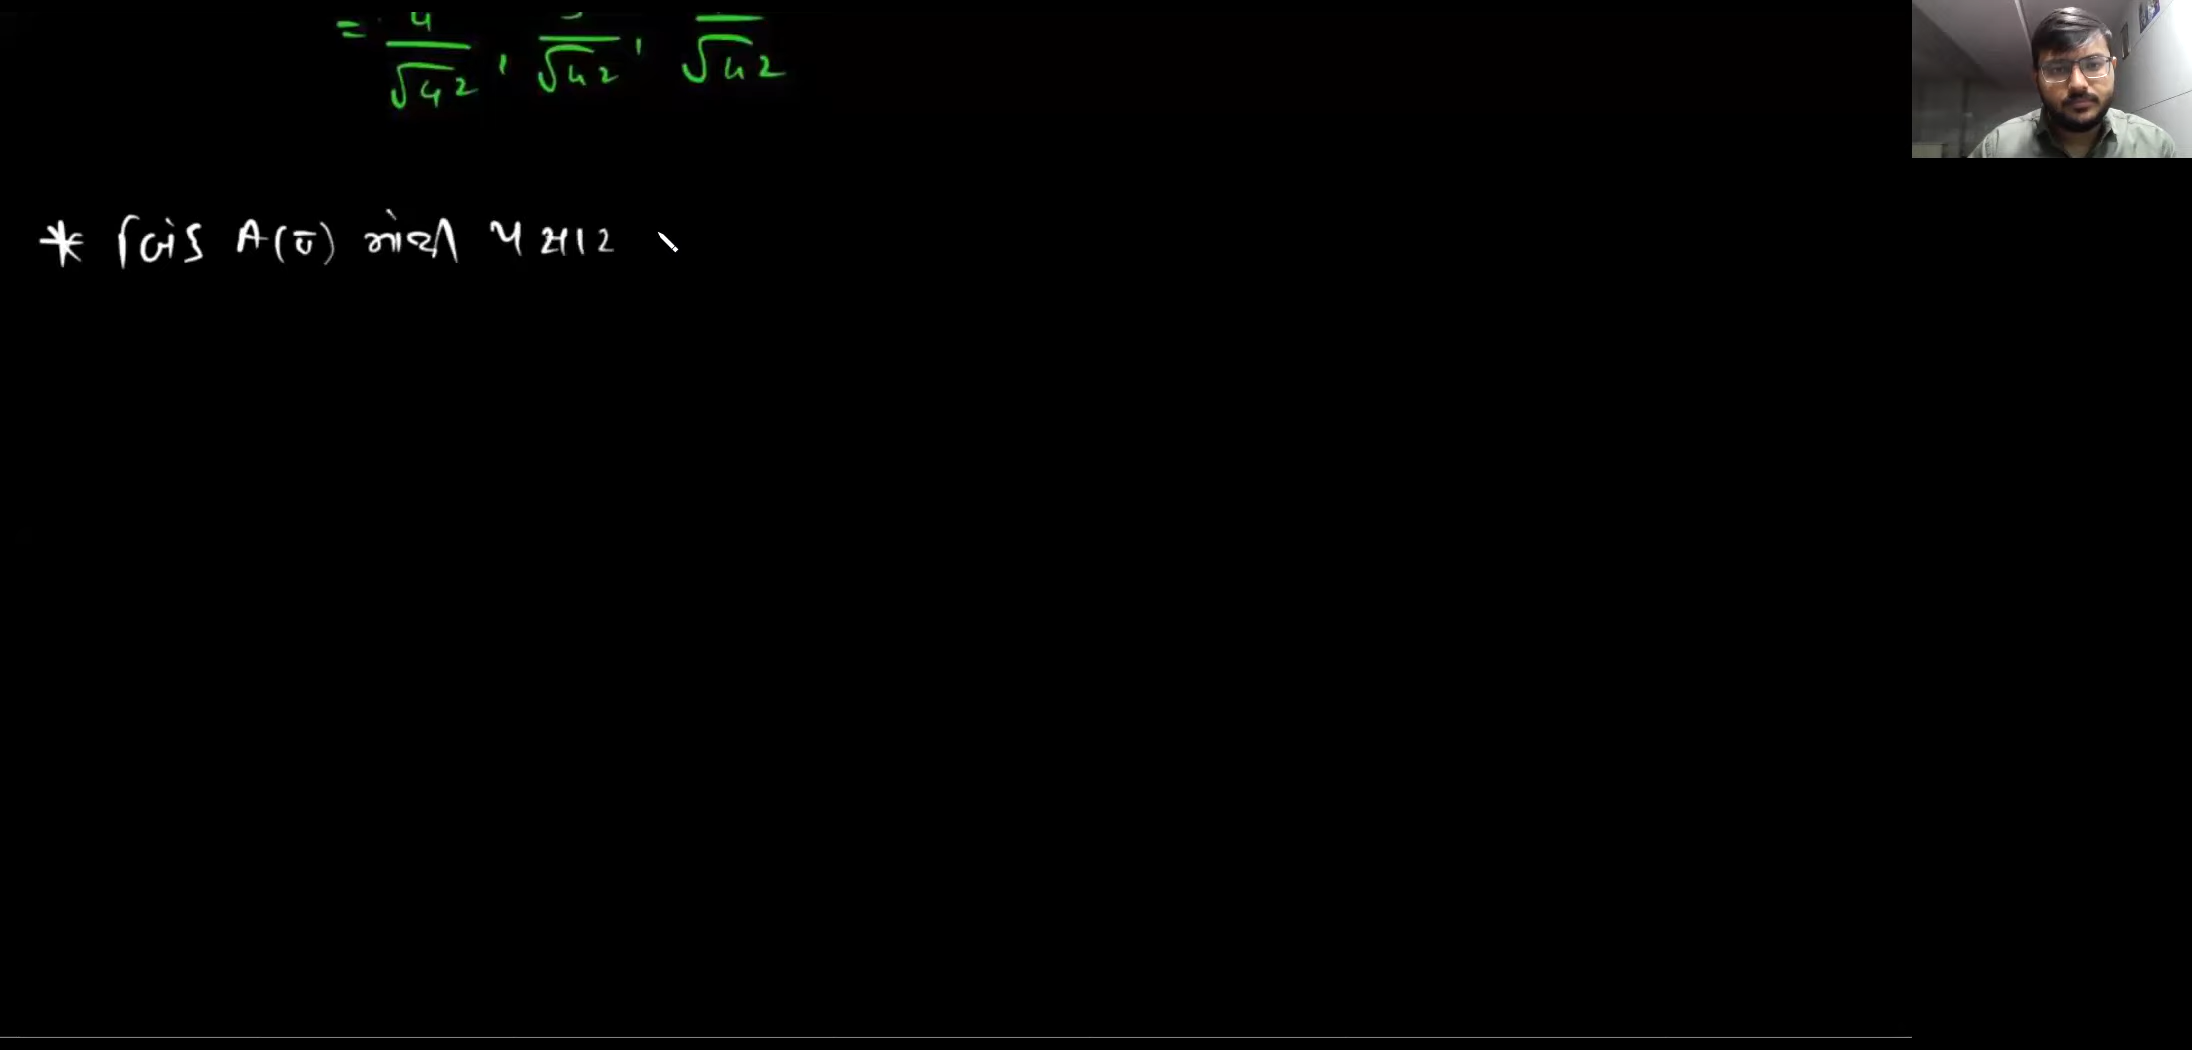 = 4/√42 , /√42 , /√42
* બિંદુ A(a̅) માંથી પસાર